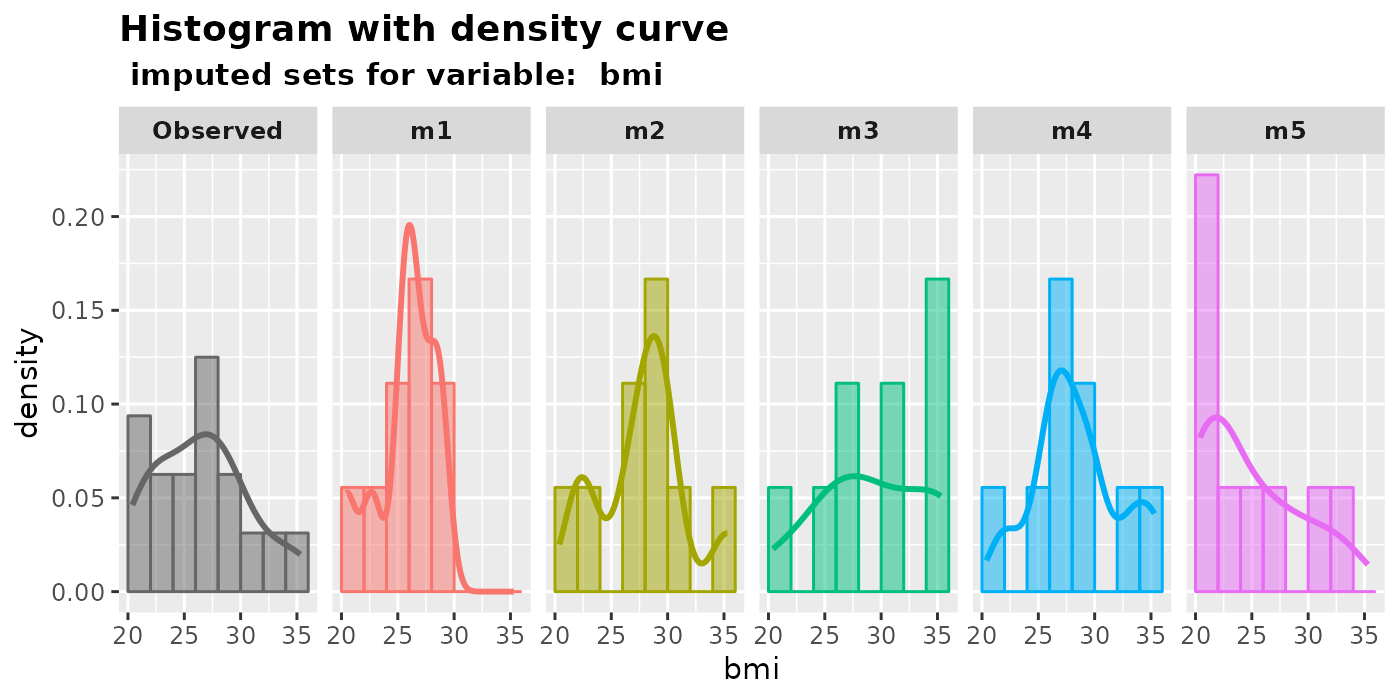 Histogram with density curve
imputed sets for variable:  bmi
Observed m1 m2 m3 m4 m5
density
0.20
0.15
0.10
0.05
0.00
20 25 30 35 20 25 30 35 20 25 30 35 20 25 30 35 20 25 30 35 20 25 30 35
bmi